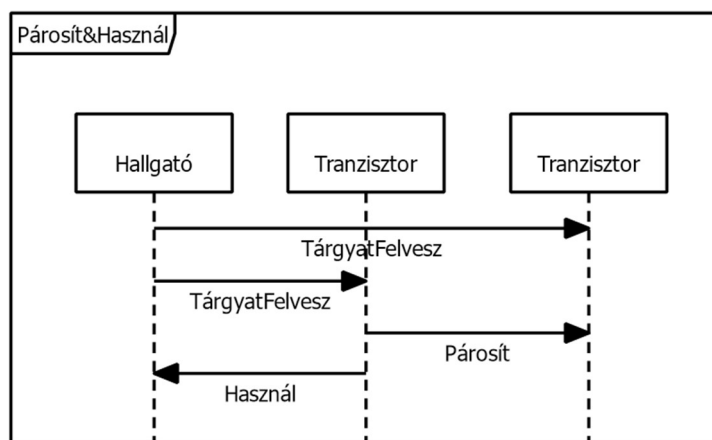 Párosít&Használ
Hallgató
Tranzisztor
Tranzisztor
TárgyatFelvesz
TárgyatFelvesz
Párosít
Használ